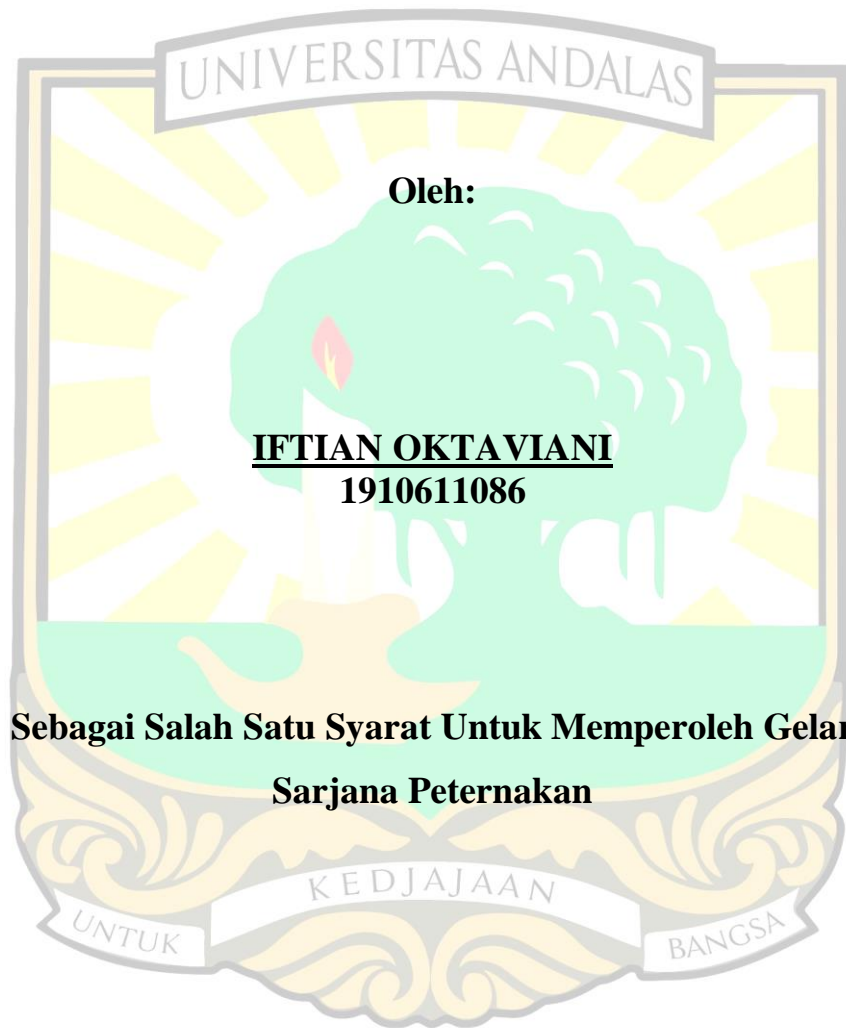 UNIVERSITAS ANDALAS
Oleh:
IFTIAN OKTAVIANI
1910611086
Sebagai Salah Satu Syarat Untuk Memperoleh Gelar
Sarjana Peternakan
KEDJAJAAN
UNTUK
BANGSA